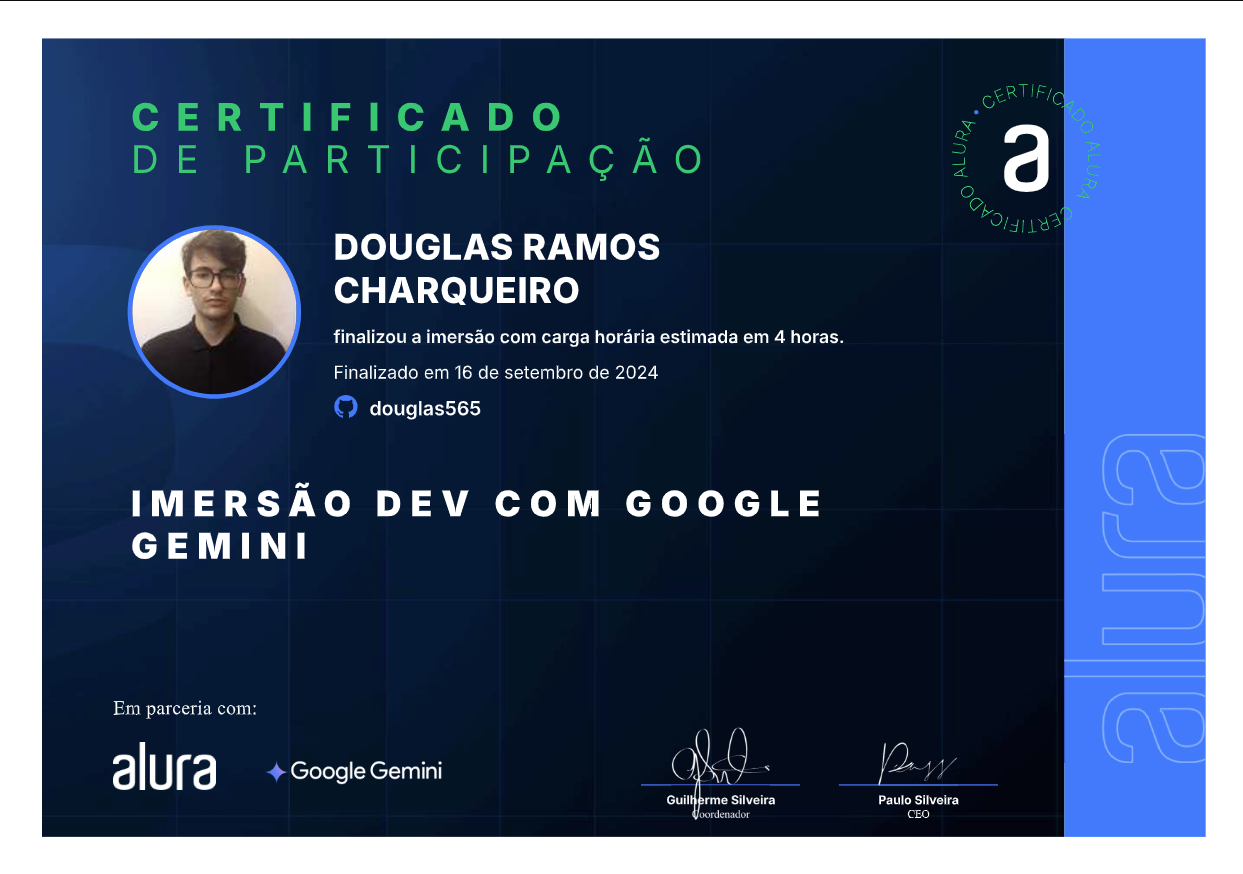 CERTIFICADO
DE PARTICIPAÇÃO
CERTIFICADO ALURA CERTIFICADO ALURA •
a
DOUGLAS RAMOS
CHARQUEIRO
finalizou a imersão com carga horária estimada em 4 horas.
Finalizado em 16 de setembro de 2024
douglas565
IMERSÃO DEV COM GOOGLE
GEMINI
alura
Em parceria com:
alura
Google Gemini
Guilherme Silveira
Coordenador
Paulo Silveira
CEO